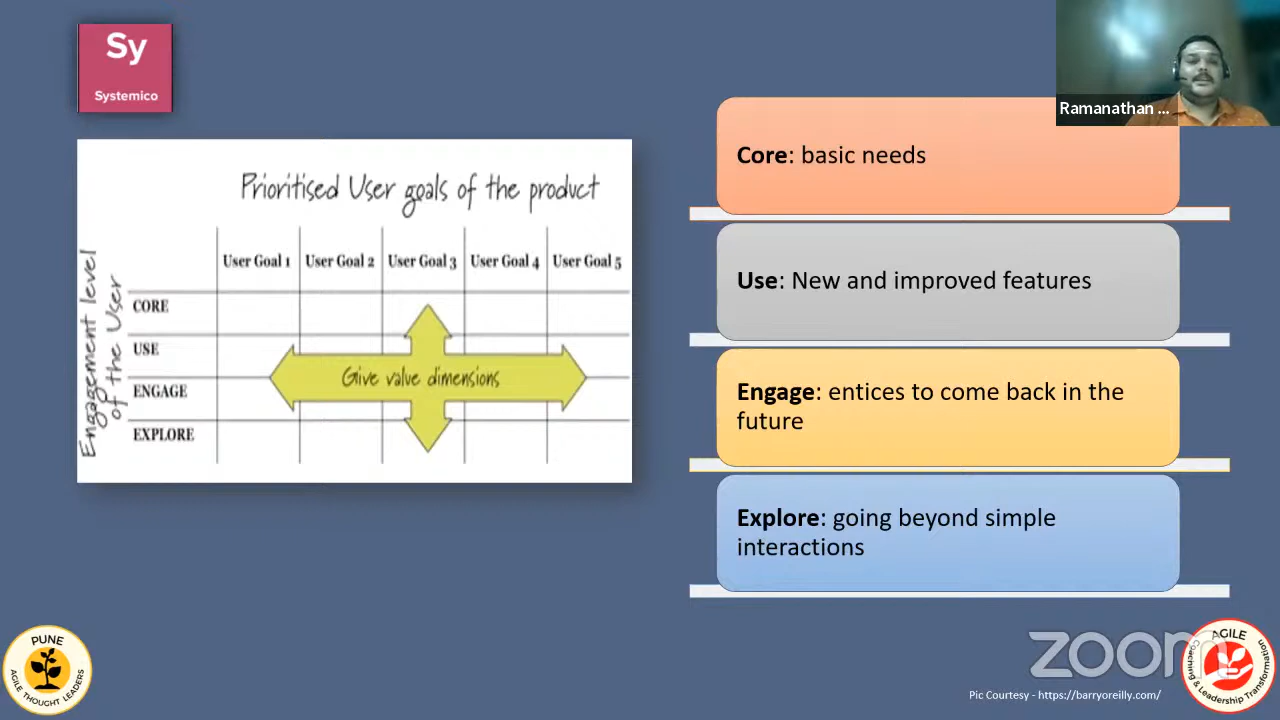 Sy
Systemico
Ramanathan ...
Prioritised User goals of the product
Engagement level
of the User
User Goal 1 User Goal 2 User Goal 3 User Goal 4 User Goal 5
CORE
USE
ENGAGE
EXPLORE
Give value dimensions
Core: basic needs
Use: New and improved features
Engage: entices to come back in the
future
Explore: going beyond simple
interactions
PUNE
AGILE THOUGHT LEADERS
zoom
AGILE
Coaching & Leadership Transformation
Pic Courtesy - https://barryoreilly.com/